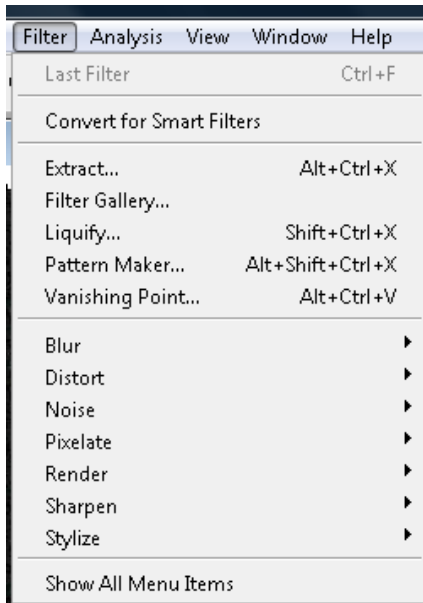 Filter Analysis View Window Help
Last Filter Ctrl+F
Convert for Smart Filters
Extract... Alt+Ctrl+X
Filter Gallery...
Liquify... Shift+Ctrl+X
Pattern Maker... Alt+Shift+Ctrl+X
Vanishing Point... Alt+Ctrl+V
Blur
Distort
Noise
Pixelate
Render
Sharpen
Stylize
Show All Menu Items